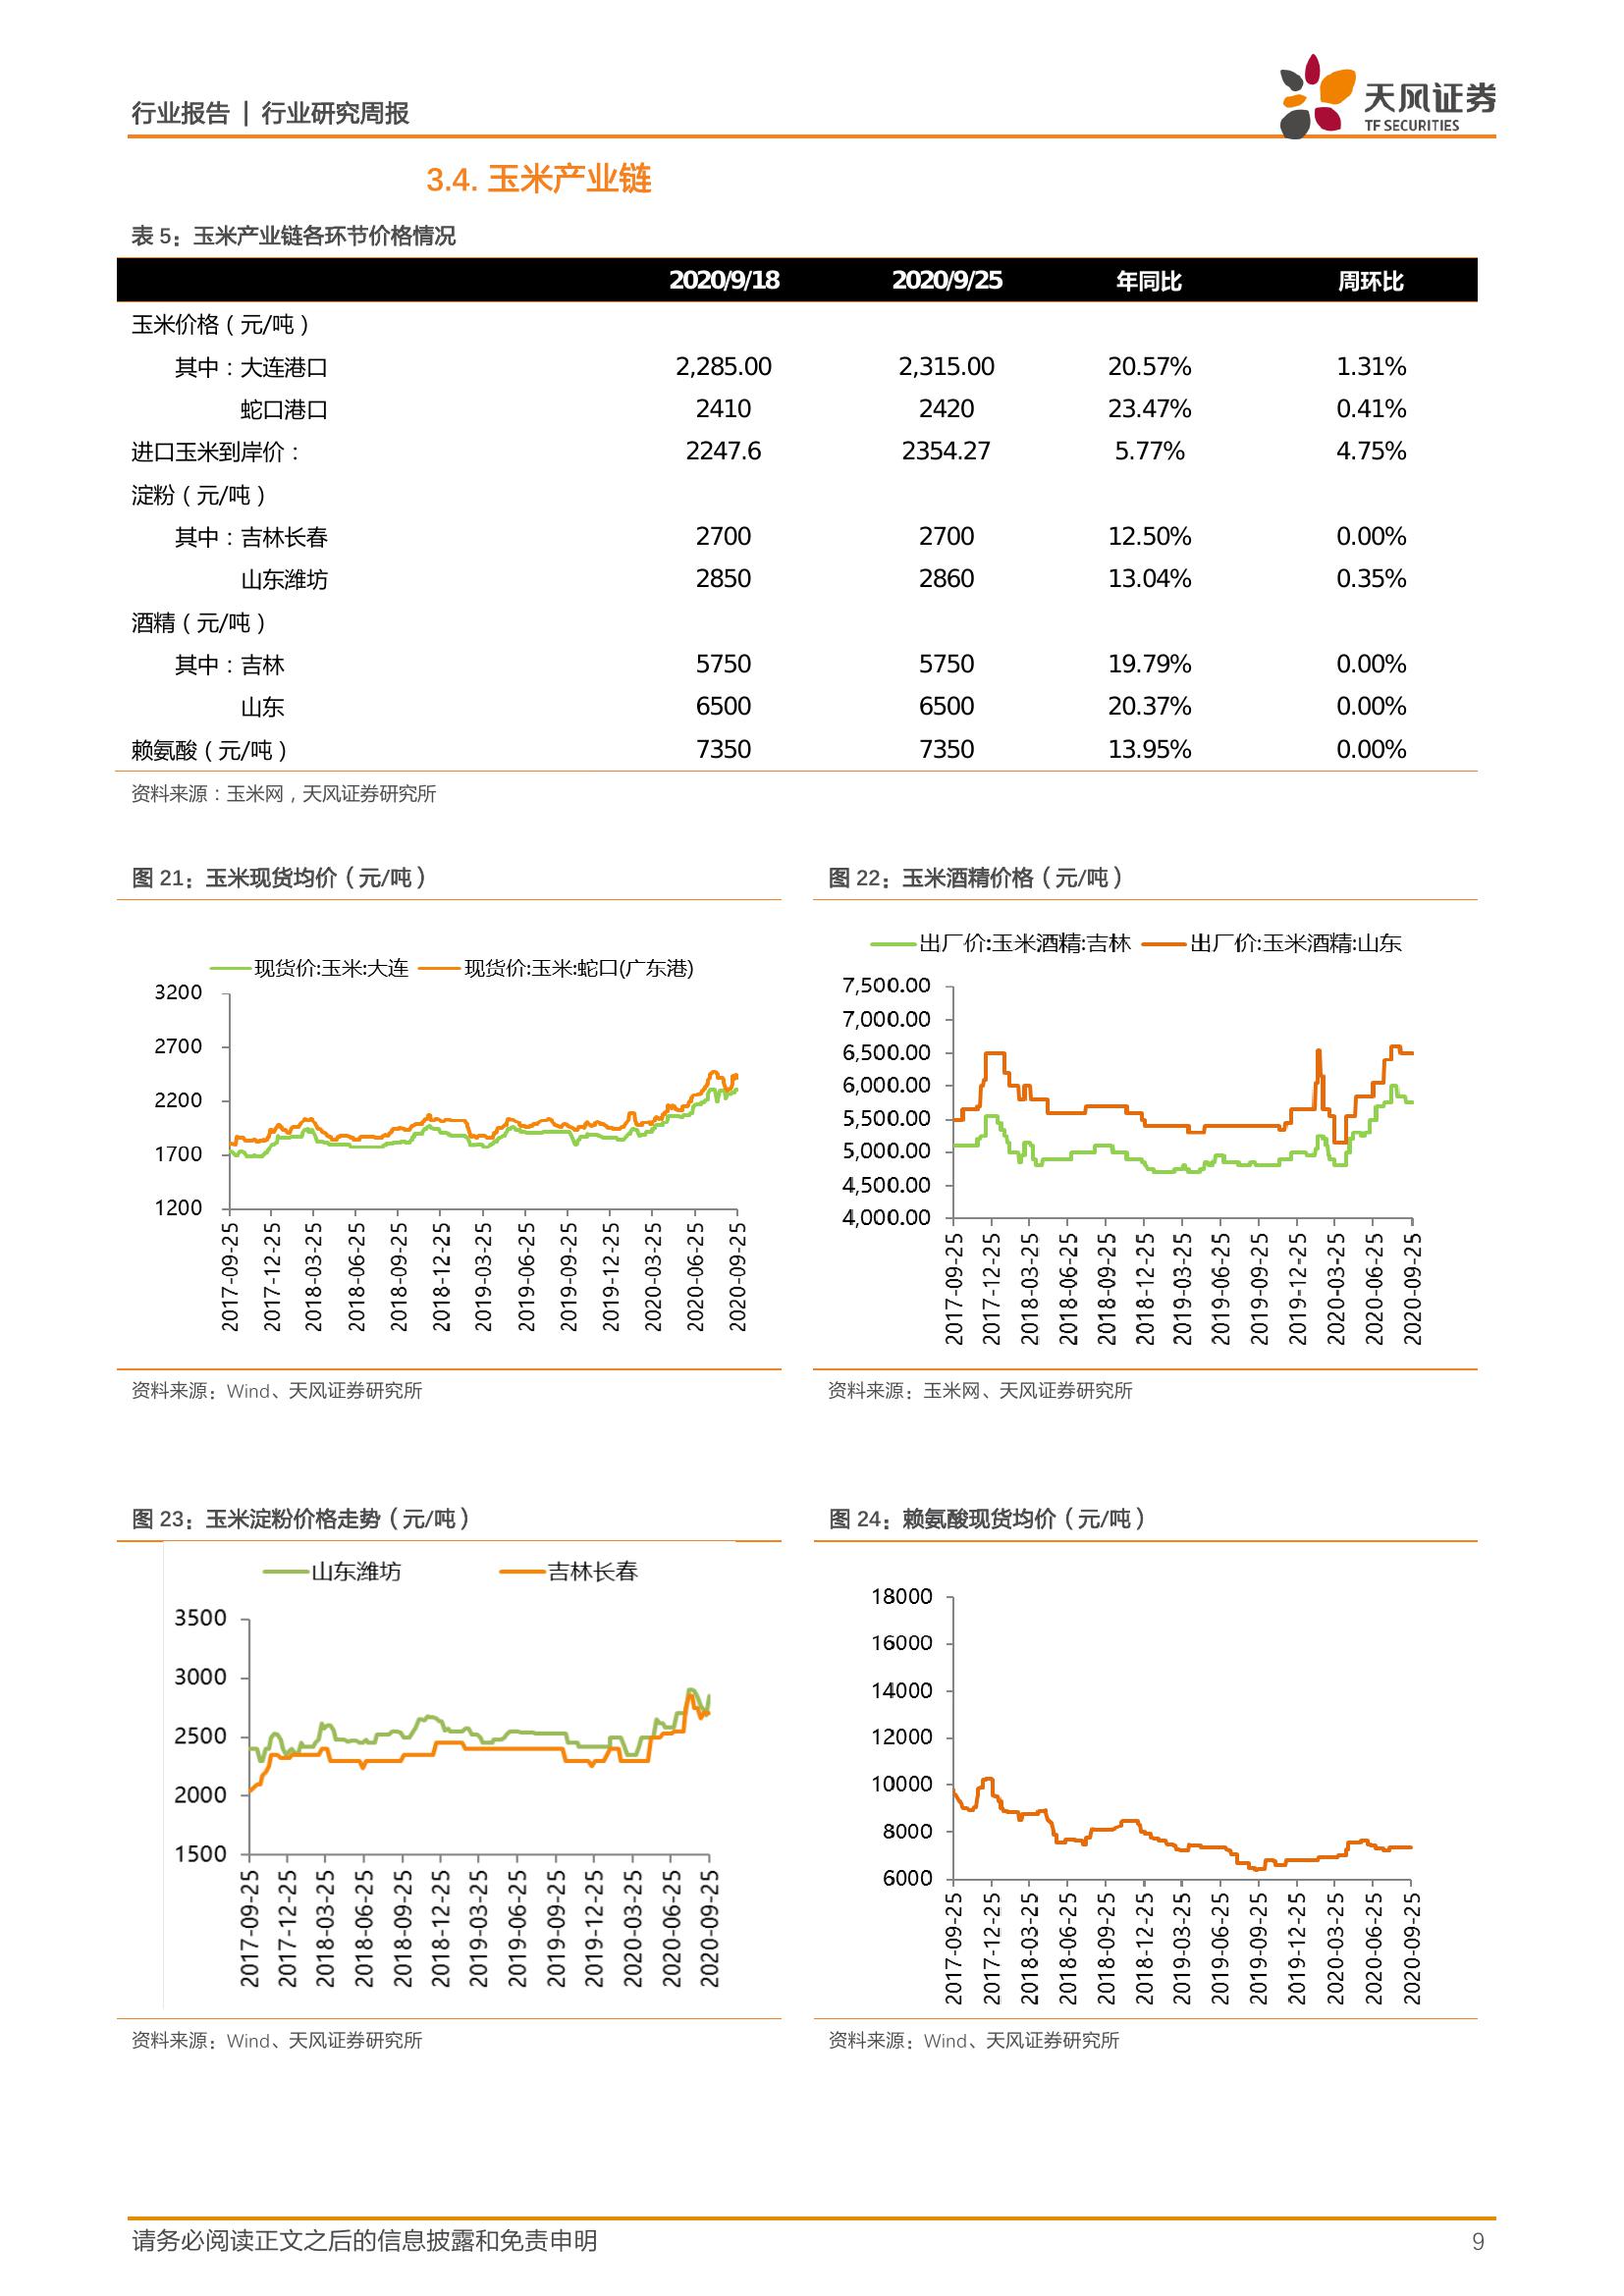 行业报告 | 行业研究周报
天风证券
TF SECURITIES
3.4. 玉米产业链
表 5：玉米产业链各环节价格情况
2020/9/18 2020/9/25 年同比 周环比
玉米价格（元/吨）
其中：大连港口 2,285.00 2,315.00 20.57% 1.31%
蛇口港口 2410 2420 23.47% 0.41%
进口玉米到岸价： 2247.6 2354.27 5.77% 4.75%
淀粉（元/吨）
其中：吉林长春 2700 2700 12.50% 0.00%
山东潍坊 2850 2860 13.04% 0.35%
酒精（元/吨）
其中：吉林 5750 5750 19.79% 0.00%
山东 6500 6500 20.37% 0.00%
赖氨酸（元/吨） 7350 7350 13.95% 0.00%
资料来源：玉米网，天风证券研究所
图 21：玉米现货均价（元/吨）
现货价:玉米:大连 现货价:玉米:蛇口(广东港)
3200
2700
2200
1700
1200
2017-09-25
2017-12-25
2018-03-25
2018-06-25
2018-09-25
2018-12-25
2019-03-25
2019-06-25
2019-09-25
2019-12-25
2020-03-25
2020-06-25
2020-09-25
资料来源：Wind、天风证券研究所
图 22：玉米酒精价格（元/吨）
出厂价:玉米酒精:吉林 出厂价:玉米酒精:山东
7,500.00
7,000.00
6,500.00
6,000.00
5,500.00
5,000.00
4,500.00
4,000.00
2017-09-25
2017-12-25
2018-03-25
2018-06-25
2018-09-25
2018-12-25
2019-03-25
2019-06-25
2019-09-25
2019-12-25
2020-03-25
2020-06-25
2020-09-25
资料来源：玉米网、天风证券研究所
图 23：玉米淀粉价格走势（元/吨）
山东潍坊 吉林长春
3500
3000
2500
2000
1500
2017-09-25
2017-12-25
2018-03-25
2018-06-25
2018-09-25
2018-12-25
2019-03-25
2019-06-25
2019-09-25
2019-12-25
2020-03-25
2020-06-25
2020-09-25
资料来源：Wind、天风证券研究所
图 24：赖氨酸现货均价（元/吨）
18000
16000
14000
12000
10000
8000
6000
2017-09-25
2017-12-25
2018-03-25
2018-06-25
2018-09-25
2018-12-25
2019-03-25
2019-06-25
2019-09-25
2019-12-25
2020-03-25
2020-06-25
2020-09-25
资料来源：Wind、天风证券研究所
请务必阅读正文之后的信息披露和免责申明 9